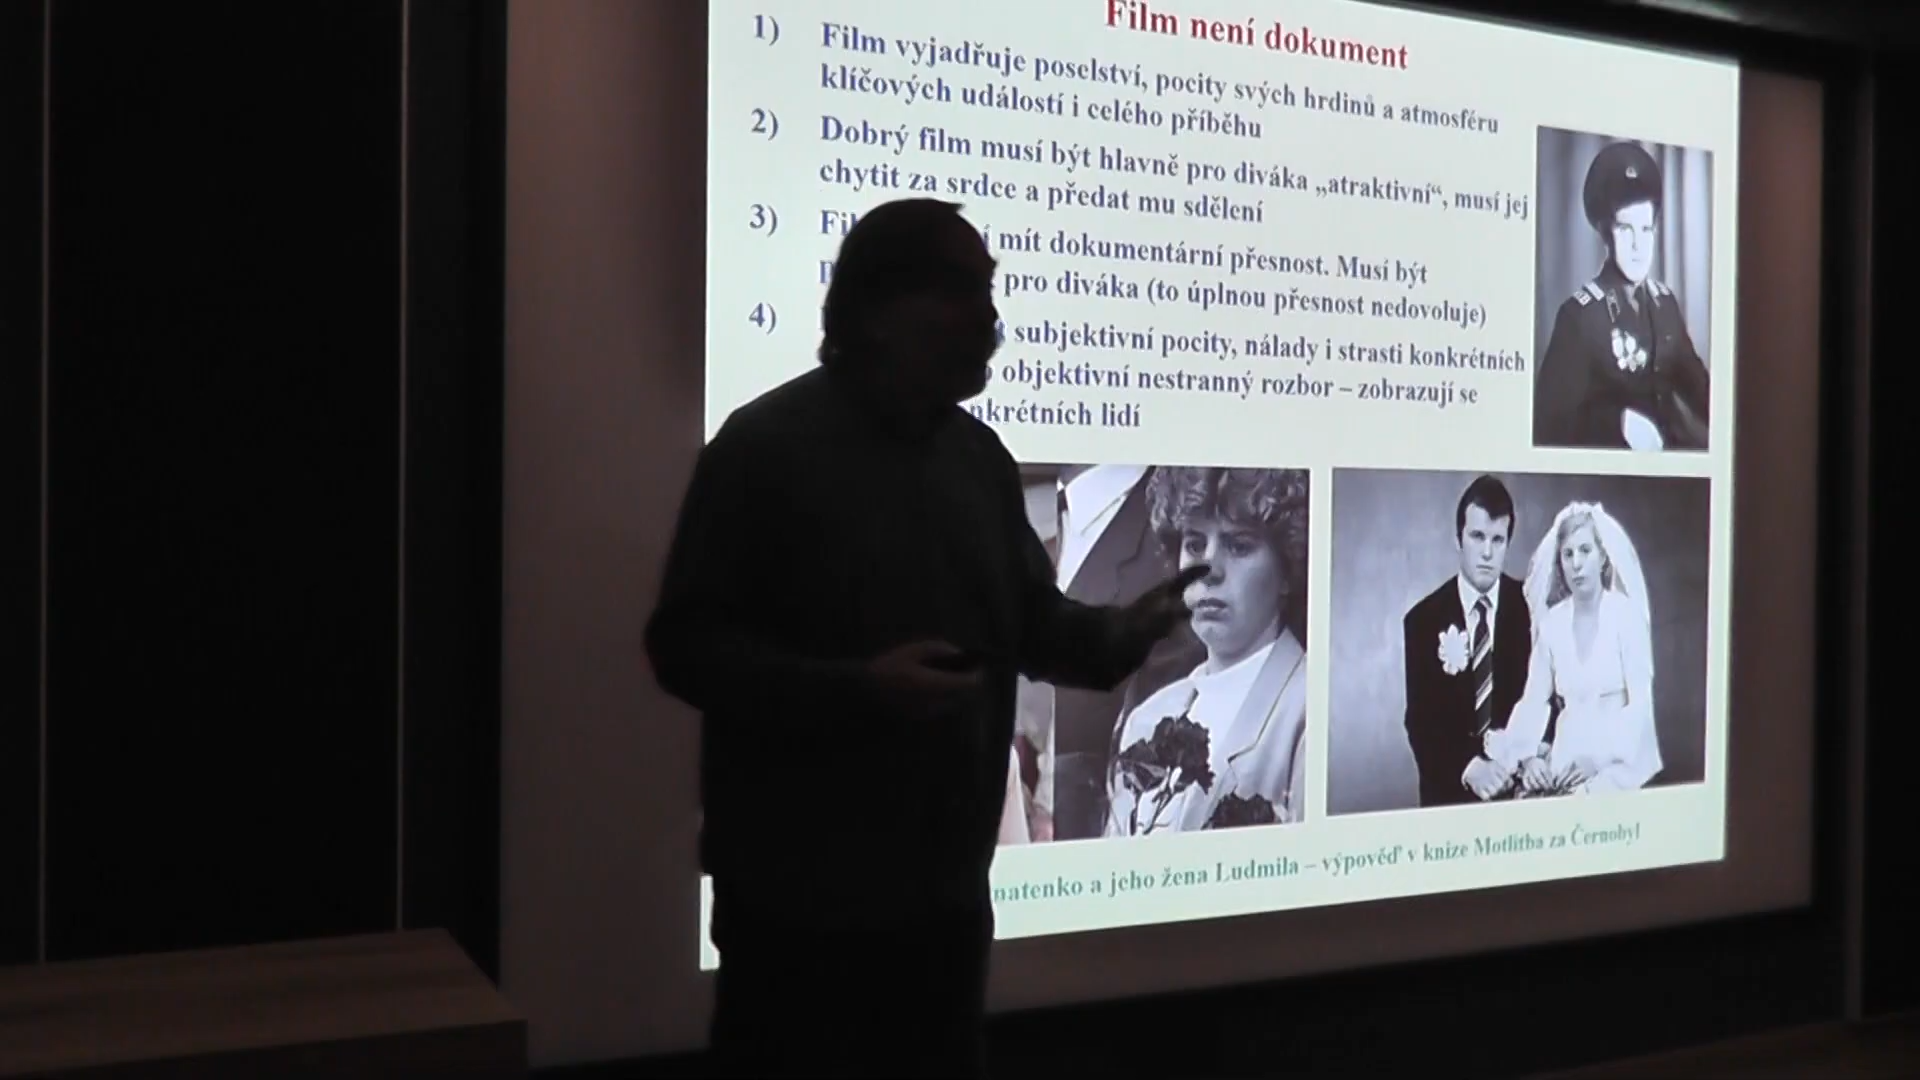 Film není dokument
1) Film vyjadřuje poselství, pocity svých hrdinů a atmosféru
klíčových událostí i celého příběhu
2) Dobrý film musí být hlavně pro diváka „atraktivní“, musí jej
chytit za srdce a předat mu sdělení
3) mít dokumentární přesnost. Musí být
pro diváka (to úplnou přesnost nedovoluje)
4) subjektivní pocity, nálady i strasti konkrétních
objektivní nestranný rozbor – zobrazují se
nkrétních lidí
natenko a jeho žena Ludmila – výpověď v knize Motlitba za Černobyl